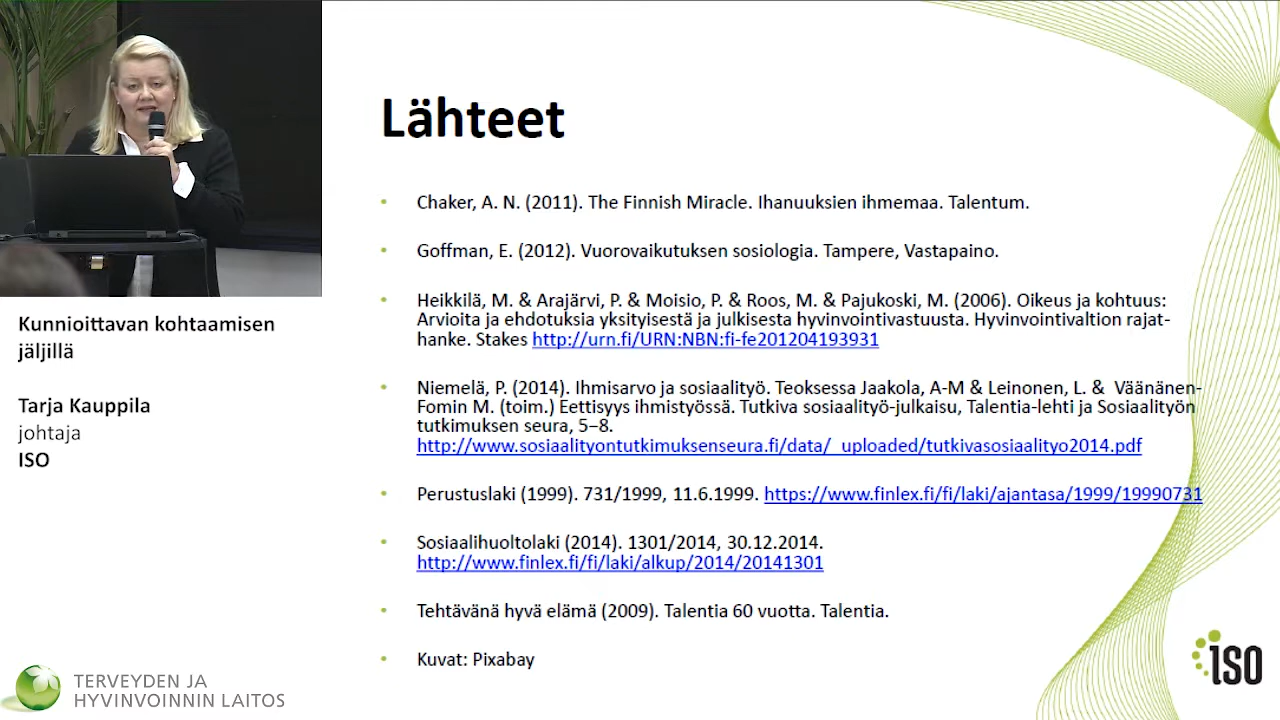 Lähteet
Chaker, A. N. (2011). The Finnish Miracle. Ihanuuksien ihmemaa. Talentum.
Goffman, E. (2012). Vuorovaikutuksen sosiologia. Tampere, Vastapaino.
Heikkilä, M. & Arajärvi, P. & Moisio, P. & Roos, M. & Pajukoski, M. (2006). Oikeus ja kohtuus:
Arvioita ja ehdotuksia yksityisestä ja julkisesta hyvinvointivastuusta. Hyvinvointivaltion rajat-
hanke. Stakes http://urn.fi/URN:NBN:fi-fe201204193931
Niemelä, P. (2014). Ihmisarvo ja sosiaalityö. Teoksessa Jaakola, A-M & Leinonen, L. & Väänänen-
Fomin M. (toim.) Eettisyys ihmistyössä. Tutkiva sosiaalityö-julkaisu, Talentia-lehti ja Sosiaalityön
tutkimuksen seura, 5–8.
http://www.sosiaalityontutkimuksenseura.fi/data/_uploaded/tutkivasosiaalityo2014.pdf
Perustuslaki (1999). 731/1999, 11.6.1999. https://www.finlex.fi/fi/laki/ajantasa/1999/19990731
Sosiaalihuoltolaki (2014). 1301/2014, 30.12.2014.
http://www.finlex.fi/fi/laki/alkup/2014/20141301
Tehtävänä hyvä elämä (2009). Talentia 60 vuotta. Talentia.
Kuvat: Pixabay
Kunnioittavan kohtaamisen
jäljillä
Tarja Kauppila
johtaja
ISO
TERVEYDEN JA
HYVINVOINNIN LAITOS
iso